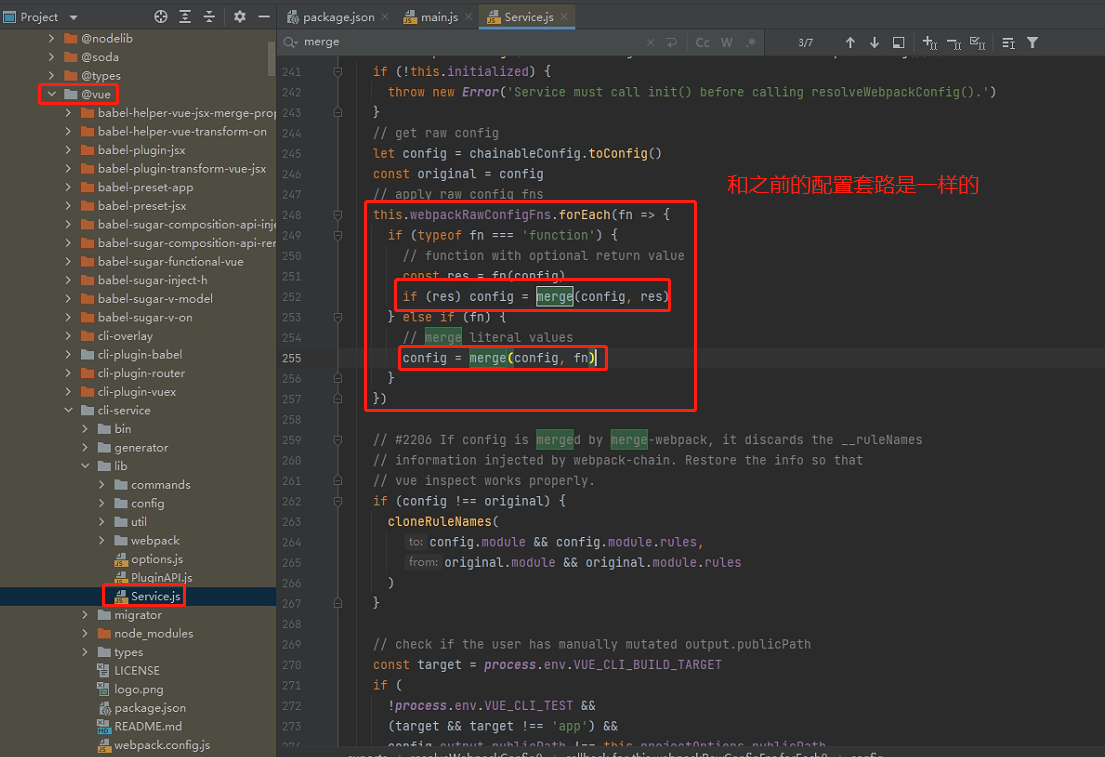 Project
package.json
main.js
Service.js
merge
Cc
W
.*
3/7
@nodelib
@soda
@types
@vue
babel-helper-vue-jsx-merge-prop
babel-helper-vue-transform-on
babel-plugin-jsx
babel-plugin-transform-vue-jsx
babel-preset-app
babel-preset-jsx
babel-sugar-composition-api-inje
babel-sugar-composition-api-ren
babel-sugar-functional-vue
babel-sugar-inject-h
babel-sugar-v-model
babel-sugar-v-on
cli-overlay
cli-plugin-babel
cli-plugin-router
cli-plugin-vuex
cli-service
bin
generator
lib
commands
config
util
webpack
options.js
PluginAPI.js
Service.js
migrator
node_modules
types
LICENSE
logo.png
package.json
README.md
webpack.config.js
241 if (!this.initialized) {
242 throw new Error('Service must call init() before calling resolveWebpackConfig().')
243 }
244 // get raw config
245 let config = chainableConfig.toConfig()
246 const original = config
247 // apply raw config fns
248 this.webpackRawConfigFns.forEach(fn => {
249 if (typeof fn === 'function') {
250 // function with optional return value
251 const res = fn(config)
252 if (res) config = merge(config, res)
253 } else if (fn) {
254 // merge literal values
255 config = merge(config, fn)
256 }
257 })
258
259 // #2206 If config is merged by merge-webpack, it discards the __ruleNames
260 // information injected by webpack-chain. Restore the info so that
261 // vue inspect works properly.
262 if (config !== original) {
263 cloneRuleNames(
264 to: config.module && config.module.rules,
265 from: original.module && original.module.rules
266 )
267 }
268
269 // check if the user has manually mutated output.publicPath
270 const target = process.env.VUE_CLI_BUILD_TARGET
271 if (
272 !process.env.VUE_CLI_TEST &&
273 (target && target !== 'app') &&
274 config.output.publicPath !== this.projectOptions.publicPath
和之前的配置套路是一样的